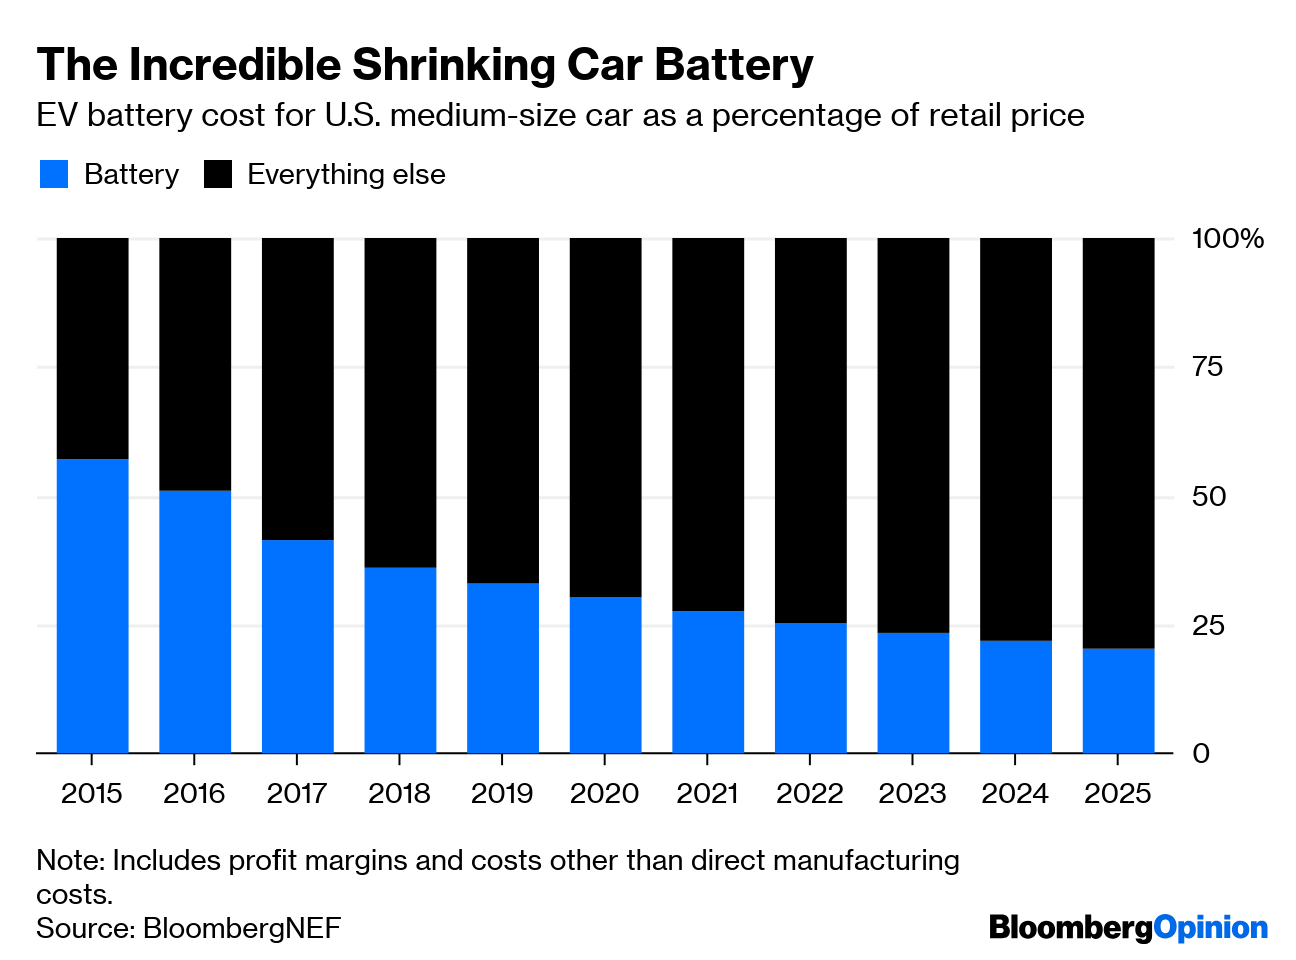 The Incredible Shrinking Car Battery
EV battery cost for U.S. medium-size car as a percentage of retail price
Battery Everything else
100%
75
50
25
0
2015 2016 2017 2018 2019 2020 2021 2022 2023 2024 2025
Note: Includes profit margins and costs other than direct manufacturing
costs.
Source: BloombergNEF
BloombergOpinion